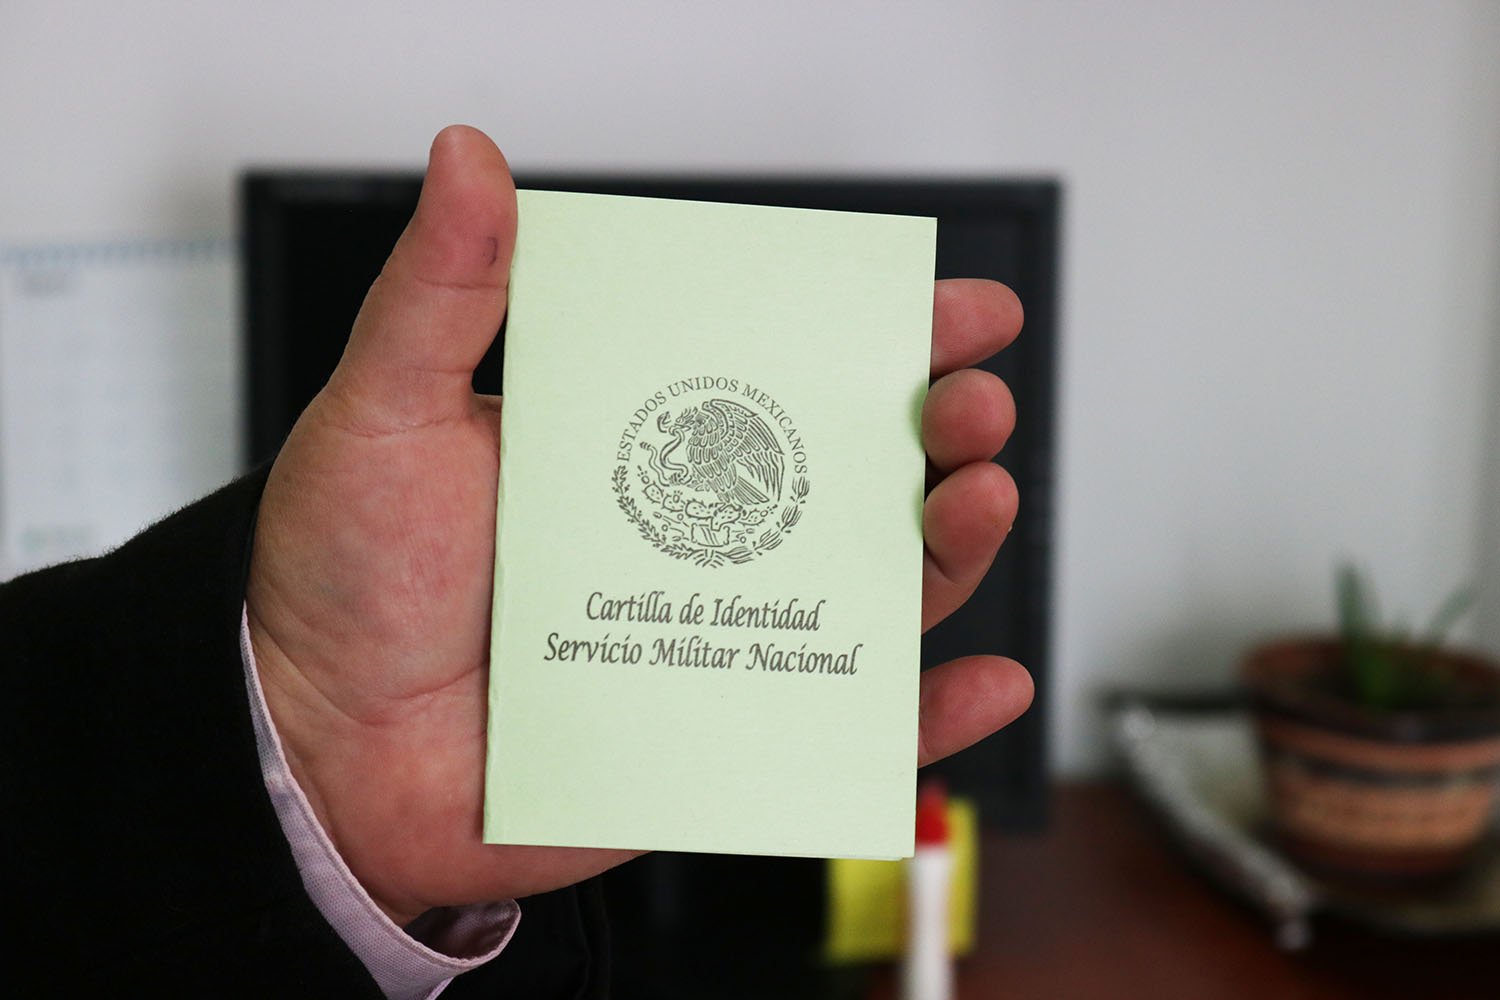 ESTADOS UNIDOS MEXICANOS
Cartilla de Identidad
Servicio Militar Nacional